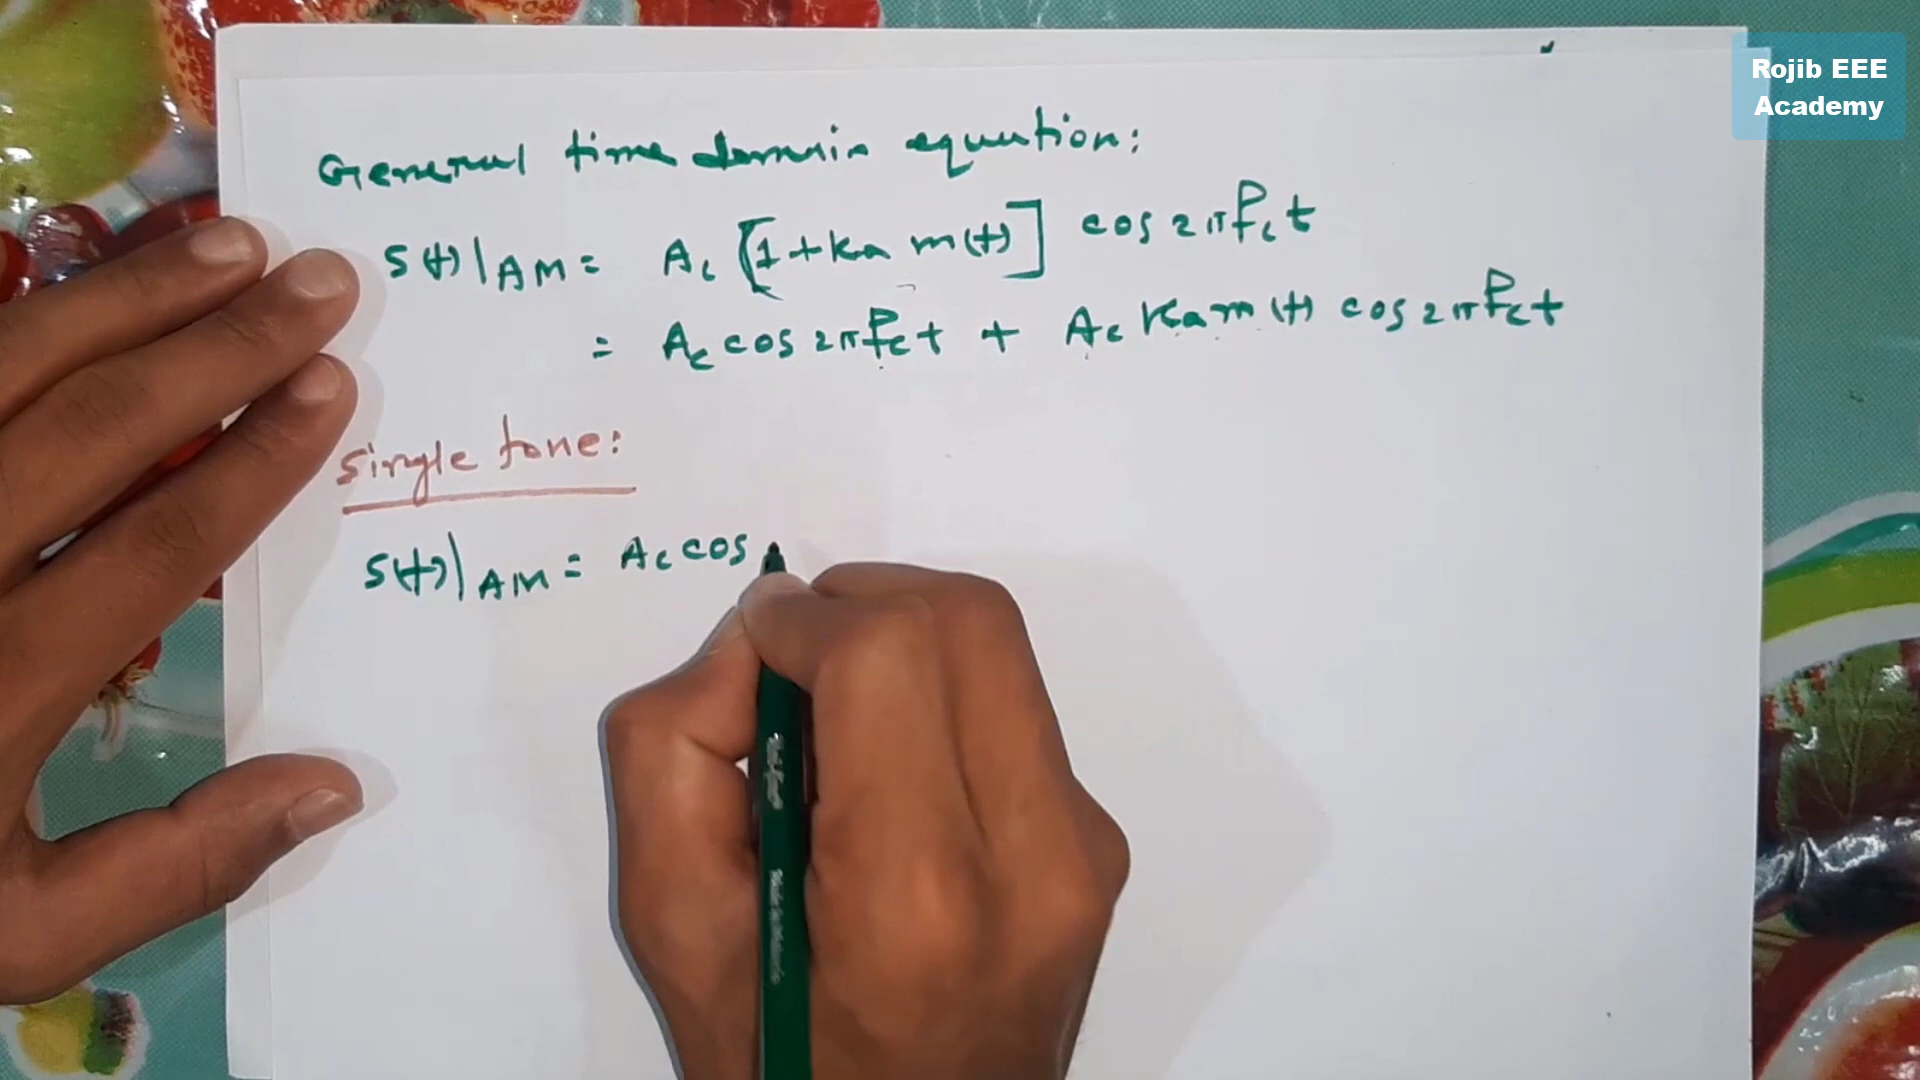 Rojib EEE
Academy
General time domain equation:
S(t)|AM = Ac [1+Ka m(t)] cos 2πfct
= Ac cos 2πfct + Ac Ka m(t) cos 2πfct
Single tone:
S(t)|AM = Ac cos